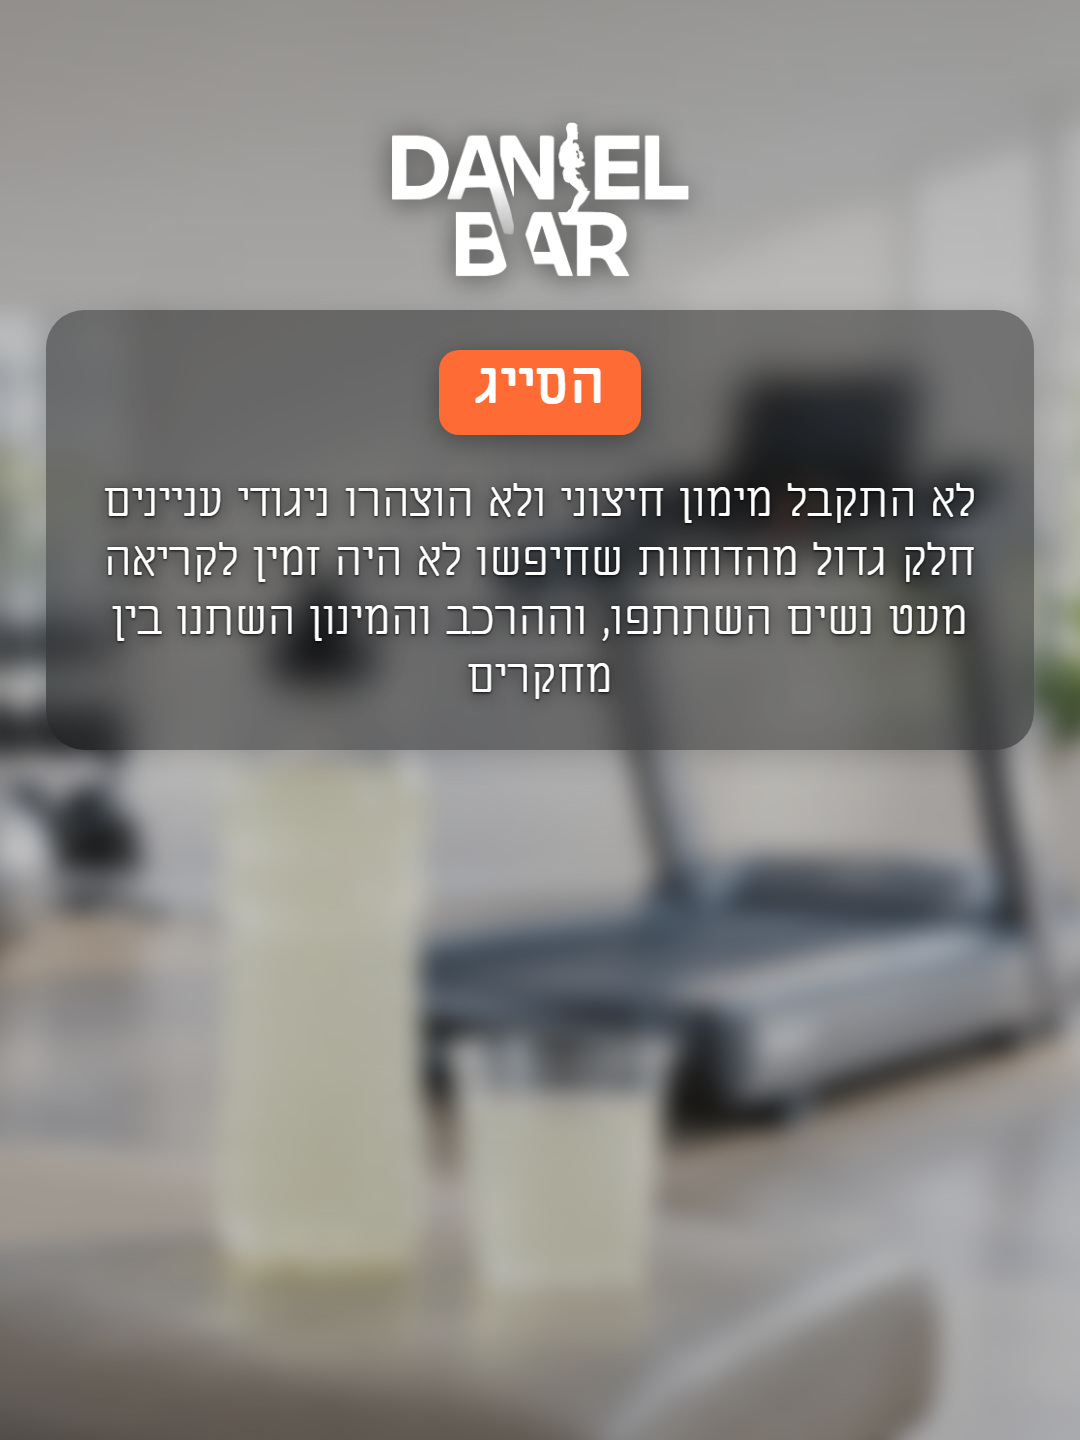 DANIEL
BAR
הסייג
לא התקבל מימון חיצוני ולא הוצהרו ניגודי עניינים
חלק גדול מהדוחות שחיפשו לא היה זמין לקריאה
מעט נשים השתתפו, וההרכב והמינון השתנו בין
מחקרים